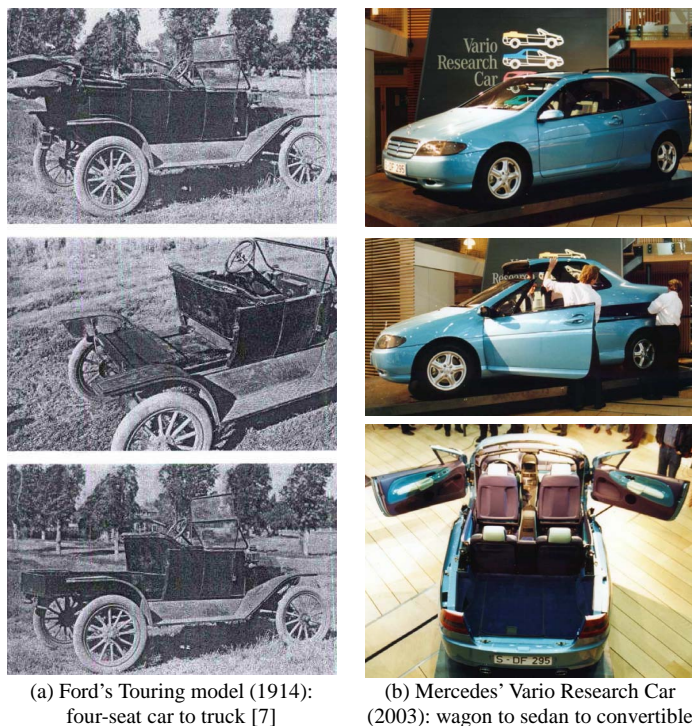 Vario
Research
Car
S·DF 295
Resea
S-DF 295
(a) Ford's Touring model (1914):
four-seat car to truck [7]
(b) Mercedes' Vario Research Car
(2003): wagon to sedan to convertible